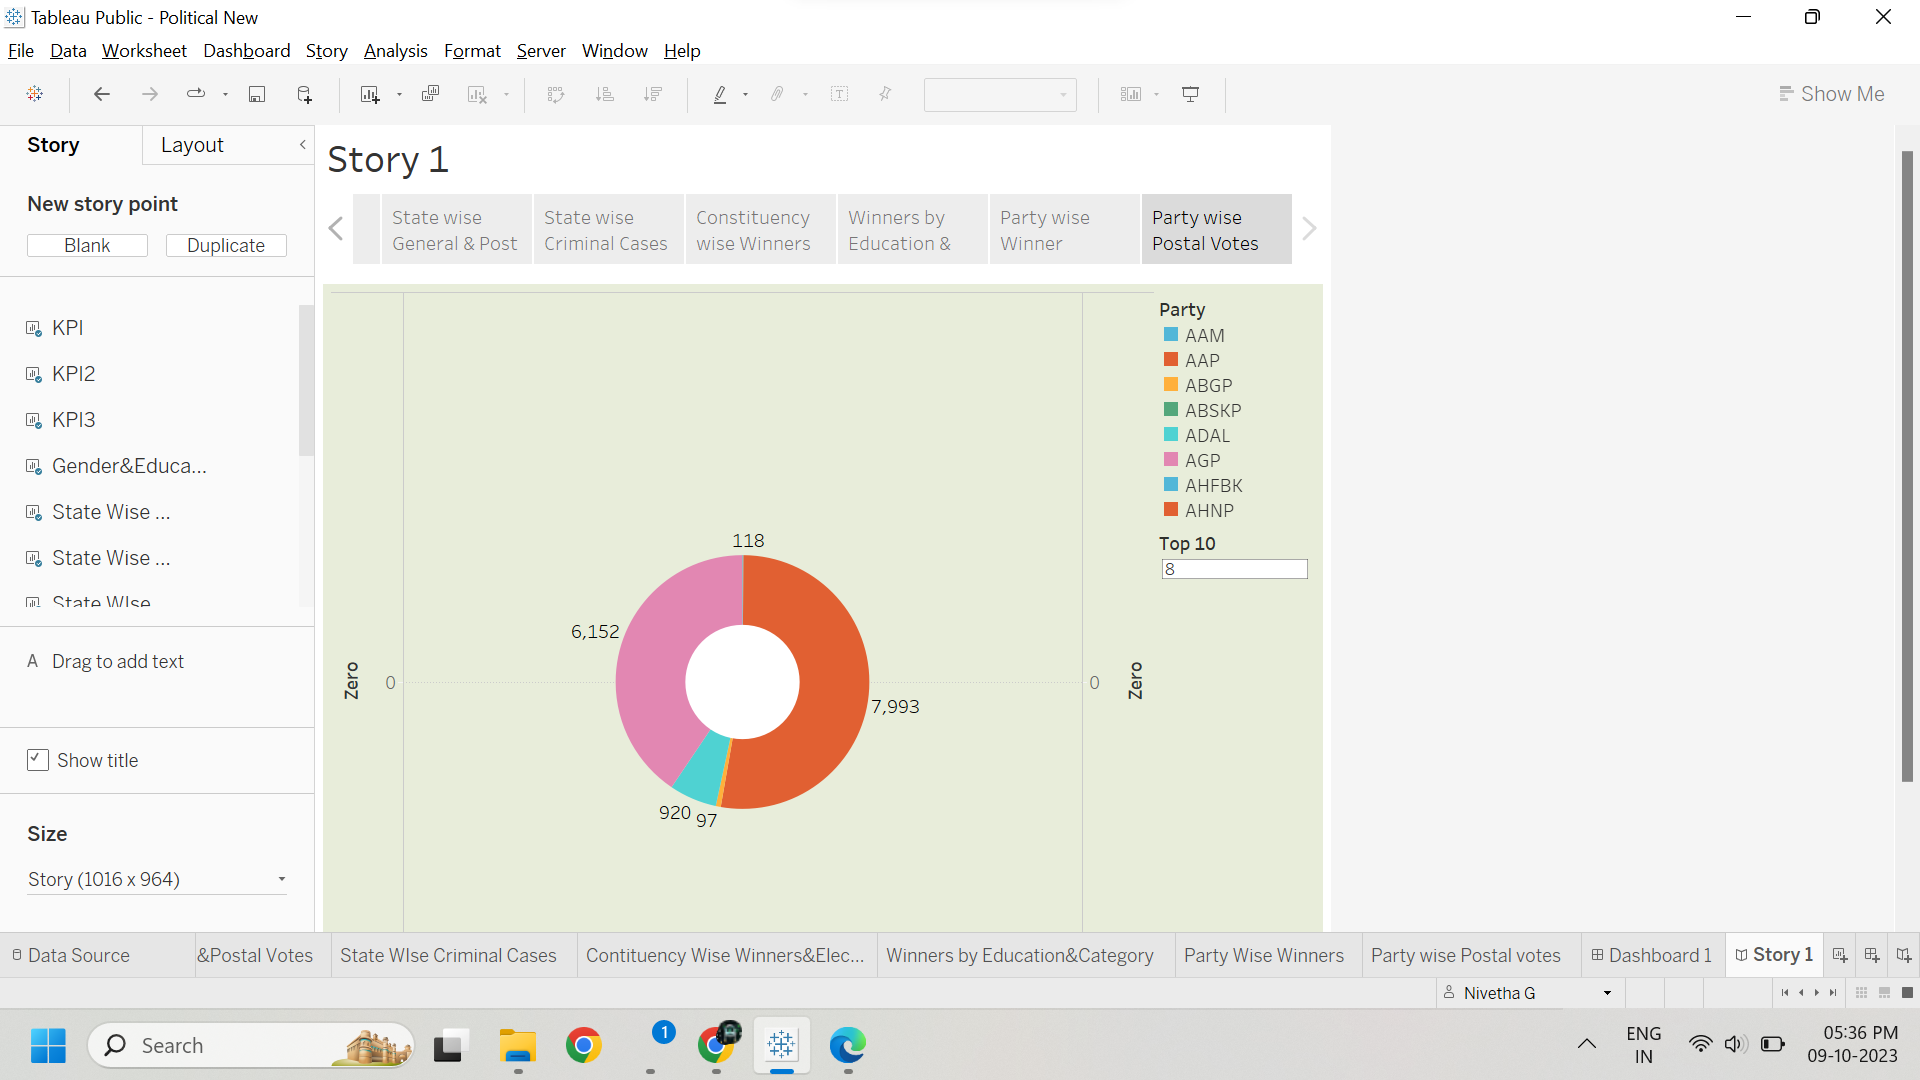 Tableau Public - Political New
File Data Worksheet Dashboard Story Analysis Format Server Window Help
Show Me
Story Layout
New story point
Blank Duplicate
KPI
KPI2
KPI3
Gender&Educa...
State Wise ...
State Wise ...
State WIse
A Drag to add text
Show title
Size
Story (1016 x 964)
Story 1
State wise
General & Post
State wise
Criminal Cases
Constituency
wise Winners
Winners by
Education &
Party wise
Winner
Party wise
Postal Votes
118
6,152
7,993
920
97
Zero
0
0
Zero
Party
AAM
AAP
ABGP
ABSKP
ADAL
AGP
AHFBK
AHNP
Top 10
8
Data Source &Postal Votes State WIse Criminal Cases Contituency Wise Winners&Elec... Winners by Education&Category Party Wise Winners Party wise Postal votes Dashboard 1 Story 1
Nivetha G
Search
1
ENG
IN
05:36 PM
09-10-2023